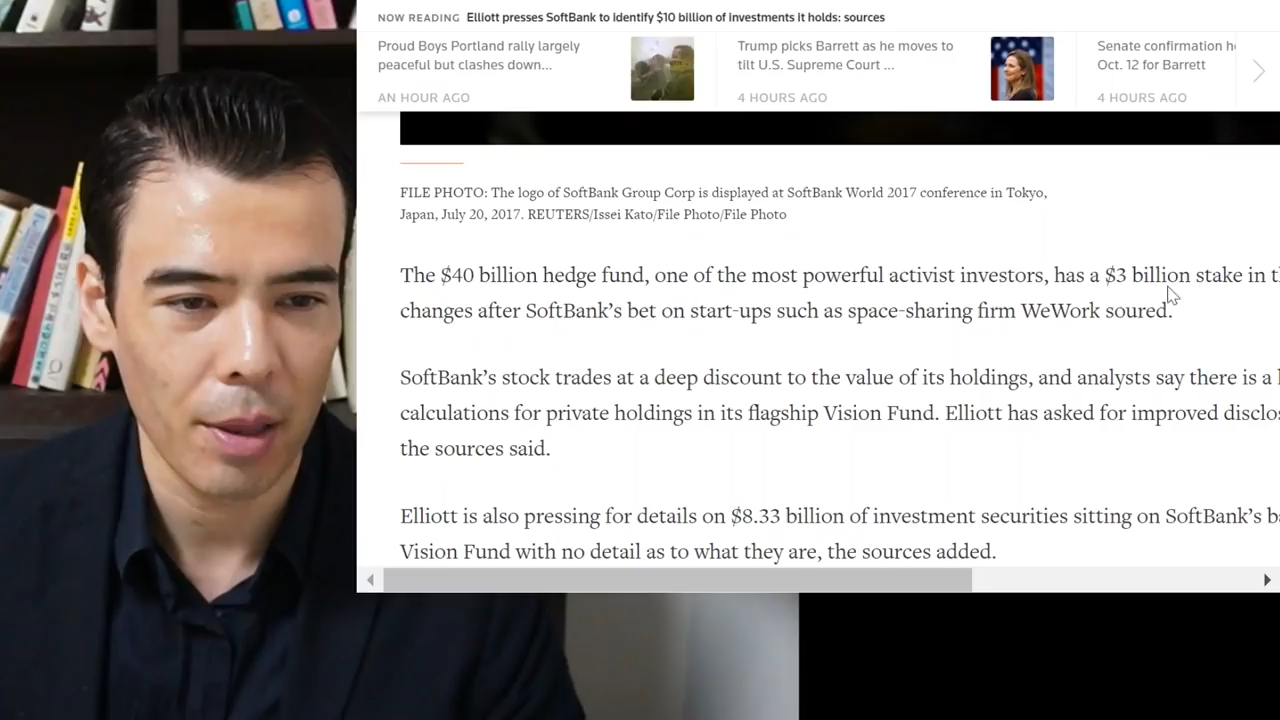 NOW READING Elliott presses SoftBank to identify $10 billion of investments it holds: sources
Proud Boys Portland rally largely
peaceful but clashes down...
AN HOUR AGO
Trump picks Barrett as he moves to
tilt U.S. Supreme Court ...
4 HOURS AGO
Senate confirmation
Oct. 12 for Barrett
4 HOURS AGO
FILE PHOTO: The logo of SoftBank Group Corp is displayed at SoftBank World 2017 conference in Tokyo,
Japan, July 20, 2017. REUTERS/Issei Kato/File Photo/File Photo
The $40 billion hedge fund, one of the most powerful activist investors, has a $3 billion stake in
changes after SoftBank’s bet on start-ups such as space-sharing firm WeWork soured.
SoftBank’s stock trades at a deep discount to the value of its holdings, and analysts say there is a
calculations for private holdings in its flagship Vision Fund. Elliott has asked for improved
the sources said.
Elliott is also pressing for details on $8.33 billion of investment securities sitting on SoftBank’s
Vision Fund with no detail as to what they are, the sources added.